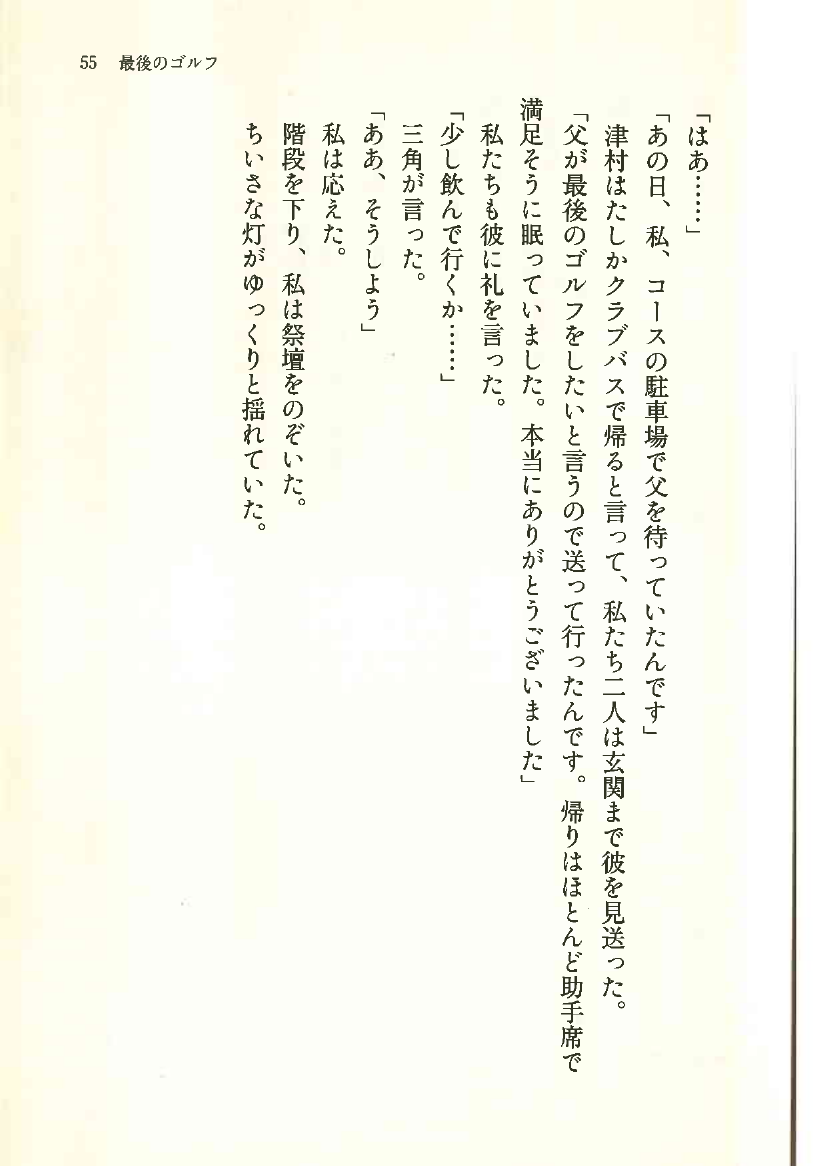 55 最後のゴルフ
「はあ……」
「あの日、私、コースの駐車場で父を待っていたんです」
津村はたしかクラブバスで帰ると言って、私たち二人は玄関まで彼を見送った。
「父が最後のゴルフをしたいと言うので送って行ったんです。帰りはほとんど助手席で
満足そうに眠っていました。本当にありがとうございました」
私たちも彼に礼を言った。
「少し飲んで行くか……」
三角が言った。
「ああ、そうしよう」
私は応えた。
階段を下り、私は祭壇をのぞいた。
ちいさな灯がゆっくりと揺れていた。